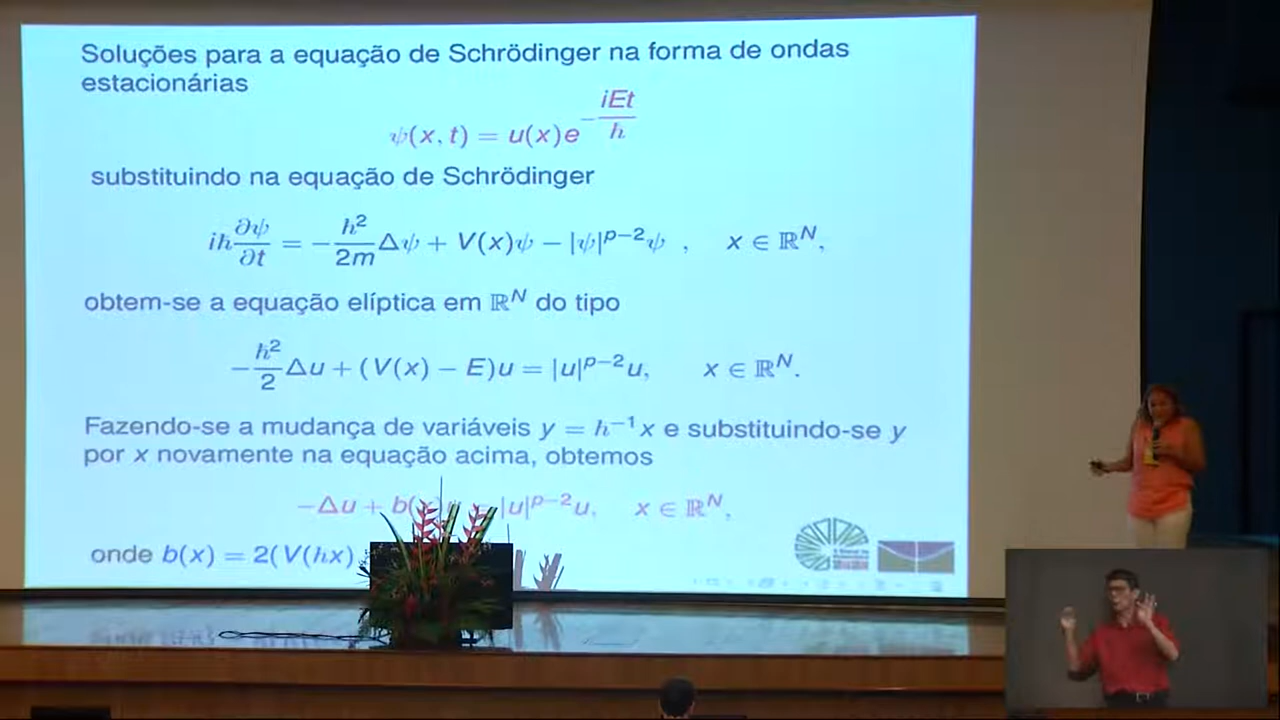 Soluções para a equação de Schrödinger na forma de ondas
estacionárias
ψ(x, t) = u(x)e^{-\frac{iEt}{ħ}}
substituindo na equação de Schrödinger
iħ ∂ψ/∂t = − ħ²/2m Δψ + V(x)ψ − |ψ|^{p−2}ψ , x ∈ ℝ^N,
obtem-se a equação elíptica em ℝ^N do tipo
− ħ²/2 Δu + (V(x) − E)u = |u|^{p−2}u, x ∈ ℝ^N.
Fazendo-se a mudança de variáveis y = ħ^{−1}x e substituindo-se y
por x novamente na equação acima, obtemos
−Δu + b(x) |u|^{p−2}u, x ∈ ℝ^N,
onde b(x) = 2(V(ħx)